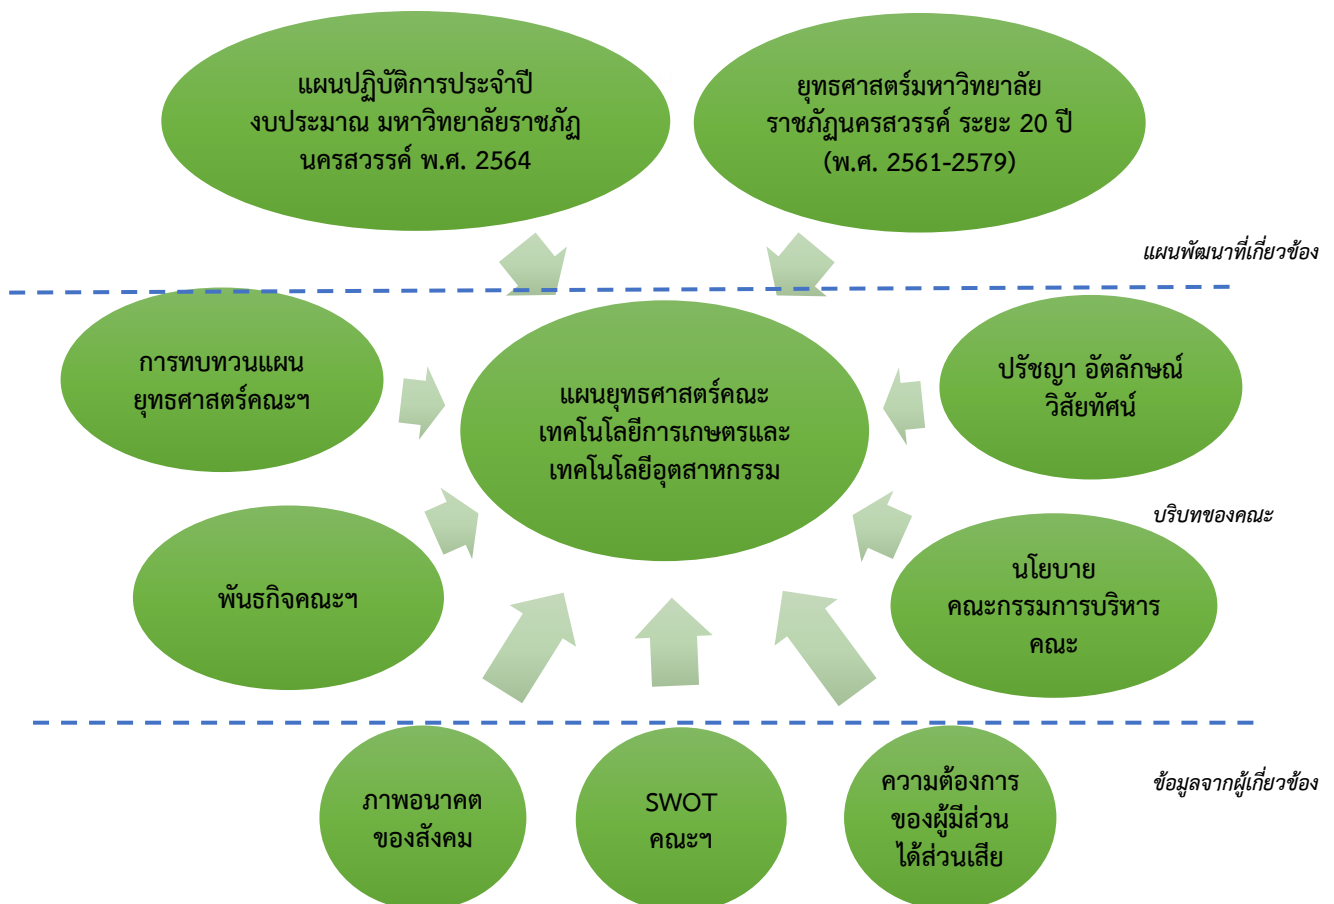 แผนปฏิบัติการประจำปี
งบประมาณ มหาวิทยาลัยราชภัฏ
นครสวรรค์ พ.ศ. 2564
ยุทธศาสตร์มหาวิทยาลัย
ราชภัฏนครสวรรค์ ระยะ 20 ปี
(พ.ศ. 2561-2579)
แผนพัฒนาที่เกี่ยวข้อง
การทบทวนแผน
ยุทธศาสตร์คณะฯ
แผนยุทธศาสตร์คณะ
เทคโนโลยีการเกษตรและ
เทคโนโลยีอุตสาหกรรม
ปรัชญา อัตลักษณ์
วิสัยทัศน์
บริบทของคณะ
พันธกิจคณะฯ
นโยบาย
คณะกรรมการบริหาร
คณะ
ภาพอนาคต
ของสังคม
SWOT
คณะฯ
ความต้องการ
ของผู้มีส่วน
ได้ส่วนเสีย
ข้อมูลจากผู้เกี่ยวข้อง